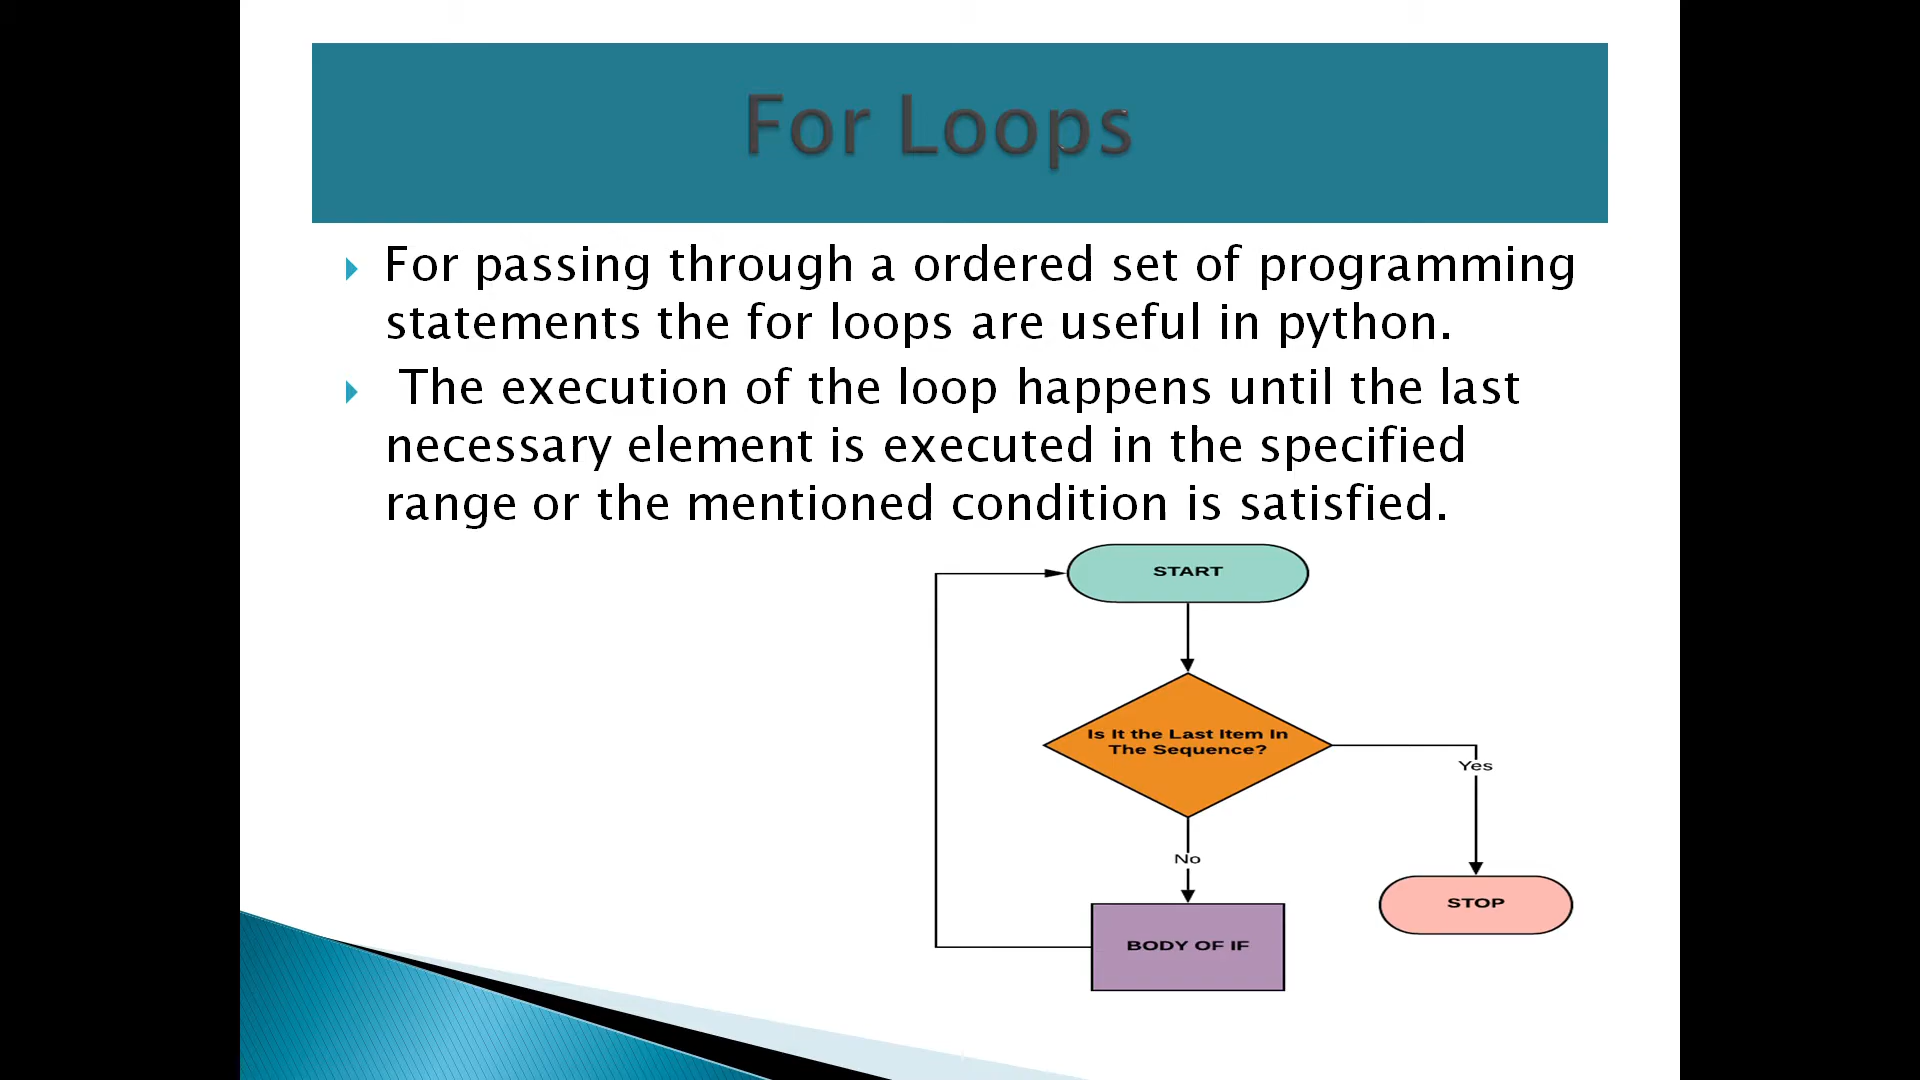 For Loops
For passing through a ordered set of programming
statements the for loops are useful in python.
The execution of the loop happens until the last
necessary element is executed in the specified
range or the mentioned condition is satisfied.
START
Is It the Last Item In
The Sequence?
Yes
No
STOP
BODY OF IF